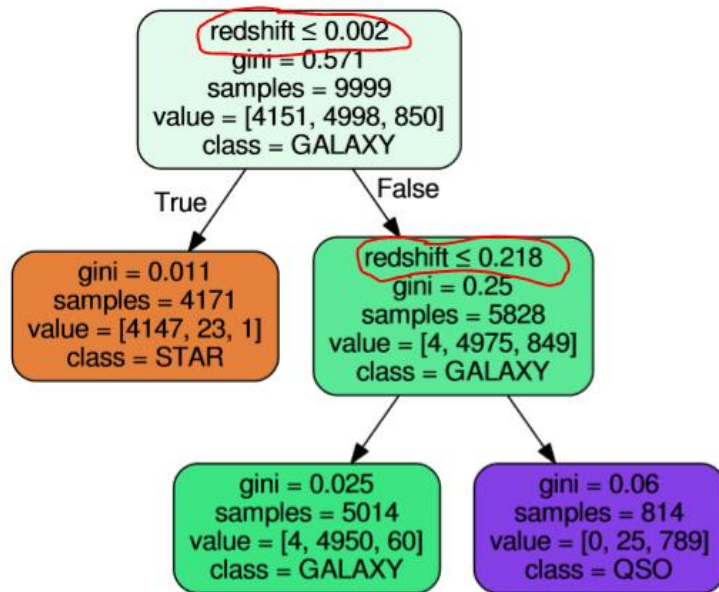 redshift ≤ 0.002
gini = 0.571
samples = 9999
value = [4151, 4998, 850]
class = GALAXY
True
False
gini = 0.011
samples = 4171
value = [4147, 23, 1]
class = STAR
redshift ≤ 0.218
gini = 0.25
samples = 5828
value = [4, 4975, 849]
class = GALAXY
gini = 0.025
samples = 5014
value = [4, 4950, 60]
class = GALAXY
gini = 0.06
samples = 814
value = [0, 25, 789]
class = QSO